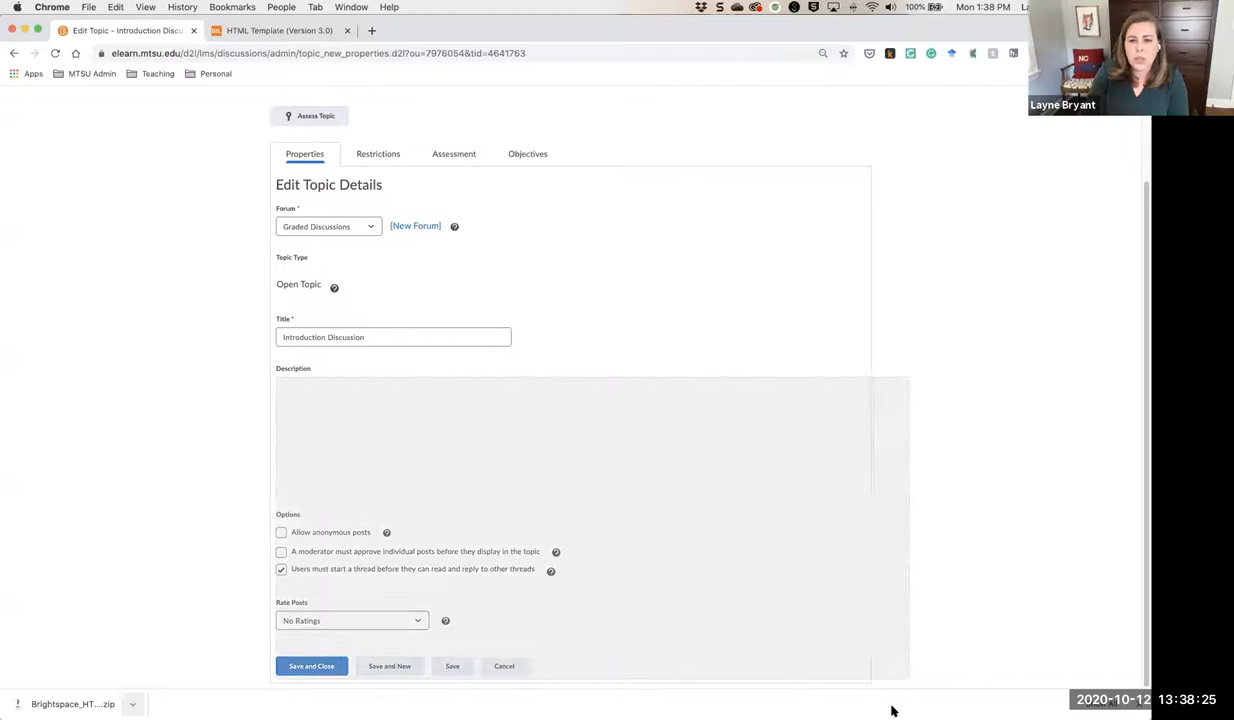 Chrome File Edit View History Bookmarks People Tab Window Help
100% Mon 1:38 PM
Edit Topic - Introduction Discu
HTML Template (Version 3.0)
elearn.mtsu.edu/d2l/lms/discussions/admin/topic_new_properties.d2l?ou=7976054&tid=4641763
Apps MTSU Admin Teaching Personal
NC
Layne Bryant
Assess Topic
Properties Restrictions Assessment Objectives
Edit Topic Details
Forum *
Graded Discussions [New Forum]
Topic Type
Open Topic
Title *
Introduction Discussion
Description
Options
Allow anonymous posts
A moderator must approve individual posts before they display in the topic
Users must start a thread before they can read and reply to other threads
Rate Posts
No Ratings
Save and Close Save and New Save Cancel
Brightspace_HT....zip
2020-10-12 13:38:25